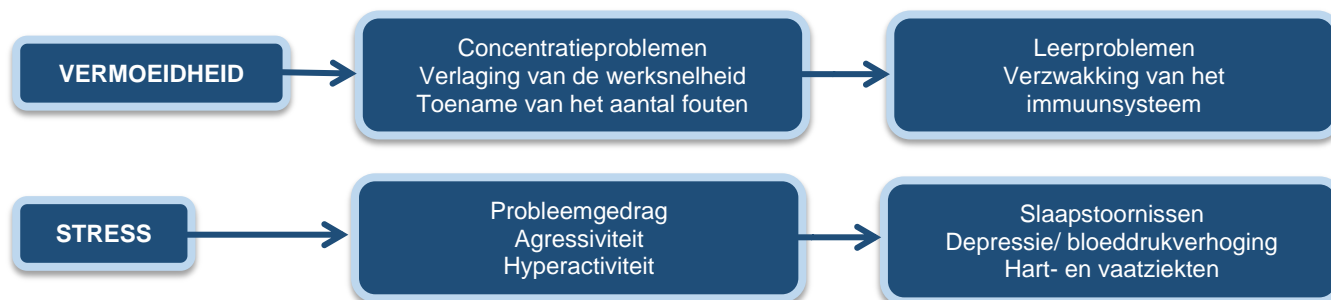 VERMOEIDHEID
Concentratieproblemen
Verlaging van de werksnelheid
Toename van het aantal fouten
Leerproblemen
Verzwakking van het
immuunsysteem
STRESS
Probleemgedrag
Agressiviteit
Hyperactiviteit
Slaapstoornissen
Depressie/ bloeddrukverhoging
Hart- en vaatziekten